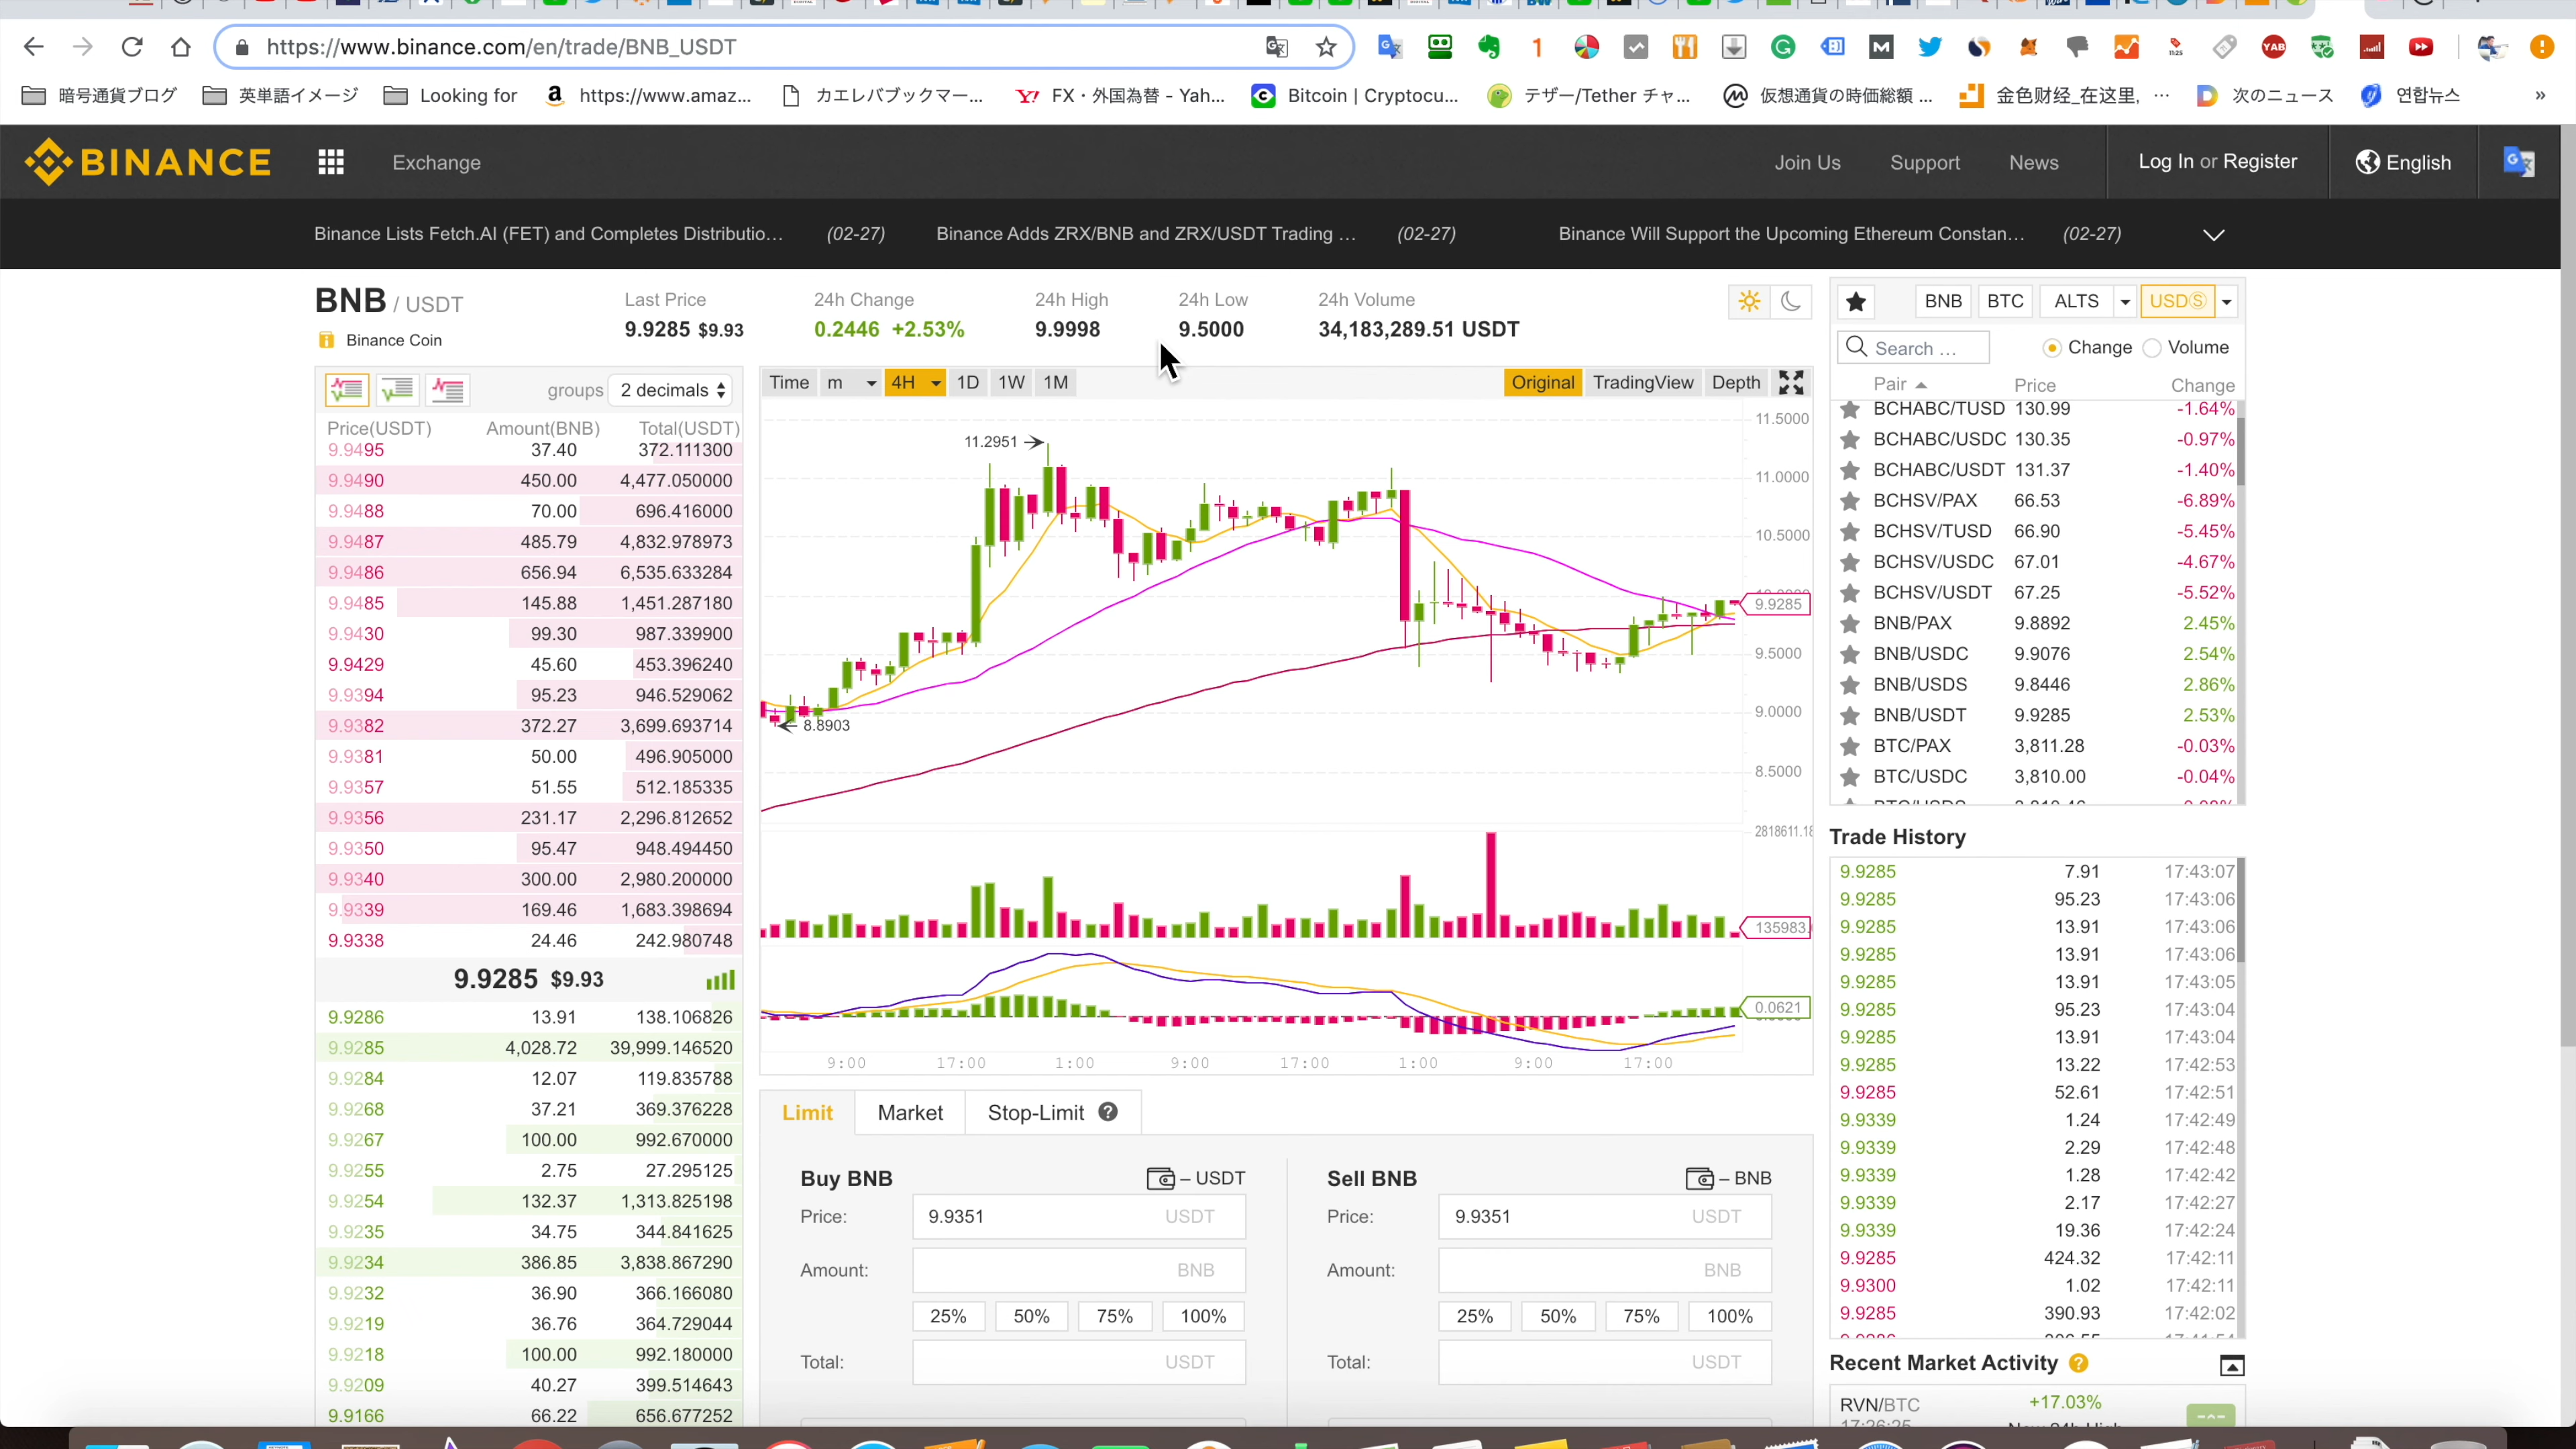 https://www.binance.com/en/trade/BNB_USDT
暗号通貨ブログ 英単語イメージ Looking for https://www.amaz... カエレバブックマー... FX・外国為替 - Yah... Bitcoin | Cryptocu... テザー/Tether チャ... 仮想通貨の時価総額 ... 金色财经_在这里, ... 次のニュース 연합뉴스 »
BINANCE Exchange Join Us Support News Log In or Register English
Binance Lists Fetch.AI (FET) and Completes Distributio... (02-27) Binance Adds ZRX/BNB and ZRX/USDT Trading ... (02-27) Binance Will Support the Upcoming Ethereum Constan... (02-27)
BNB / USDT
Binance Coin
Last Price 24h Change 24h High 24h Low 24h Volume
9.9285 $9.93 0.2446 +2.53% 9.9998 9.5000 34,183,289.51 USDT
groups 2 decimals
Price(USDT) Amount(BNB) Total(USDT)
9.9495 37.40 372.111300
9.9490 450.00 4,477.050000
9.9488 70.00 696.416000
9.9487 485.79 4,832.978973
9.9486 656.94 6,535.633284
9.9485 145.88 1,451.287180
9.9430 99.30 987.339900
9.9429 45.60 453.396240
9.9394 95.23 946.529062
9.9382 372.27 3,699.693714
9.9381 50.00 496.905000
9.9357 51.55 512.185335
9.9356 231.17 2,296.812652
9.9350 95.47 948.494450
9.9340 300.00 2,980.200000
9.9339 169.46 1,683.398694
9.9338 24.46 242.980748
9.9285 $9.93
9.9286 13.91 138.106826
9.9285 4,028.72 39,999.146520
9.9284 12.07 119.835788
9.9268 37.21 369.376228
9.9267 100.00 992.670000
9.9255 2.75 27.295125
9.9254 132.37 1,313.825198
9.9235 34.75 344.841625
9.9234 386.85 3,838.867290
9.9232 36.90 366.166080
9.9219 36.76 364.729044
9.9218 100.00 992.180000
9.9209 40.27 399.514643
9.9166 66.22 656.677252
Time m 4H 1D 1W 1M Original TradingView Depth
11.5000
11.2951
11.0000
10.5000
9.9285
9.5000
9.0000
8.8903
8.5000
2818611.18
135983.
0.0621
9:00 17:00 1:00 9:00 17:00 1:00 9:00 17:00
Limit Market Stop-Limit ?
Buy BNB – USDT
Price: 9.9351 USDT
Amount: BNB
25% 50% 75% 100%
Total: USDT
Sell BNB – BNB
Price: 9.9351 USDT
Amount: BNB
25% 50% 75% 100%
Total: USDT
BNB BTC ALTS USDⓈ
Search ... Change Volume
Pair Price Change
BCHABC/TUSD 130.99 -1.64%
BCHABC/USDC 130.35 -0.97%
BCHABC/USDT 131.37 -1.40%
BCHSV/PAX 66.53 -6.89%
BCHSV/TUSD 66.90 -5.45%
BCHSV/USDC 67.01 -4.67%
BCHSV/USDT 67.25 -5.52%
BNB/PAX 9.8892 2.45%
BNB/USDC 9.9076 2.54%
BNB/USDS 9.8446 2.86%
BNB/USDT 9.9285 2.53%
BTC/PAX 3,811.28 -0.03%
BTC/USDC 3,810.00 -0.04%
Trade History
9.9285 7.91 17:43:07
9.9285 95.23 17:43:06
9.9285 13.91 17:43:06
9.9285 13.91 17:43:06
9.9285 13.91 17:43:05
9.9285 95.23 17:43:04
9.9285 13.91 17:43:04
9.9285 13.22 17:42:53
9.9285 52.61 17:42:51
9.9339 1.24 17:42:49
9.9339 2.29 17:42:48
9.9339 1.28 17:42:42
9.9339 2.17 17:42:27
9.9339 19.36 17:42:24
9.9285 424.32 17:42:11
9.9300 1.02 17:42:11
9.9285 390.93 17:42:02
Recent Market Activity ?
RVN/BTC +17.03%